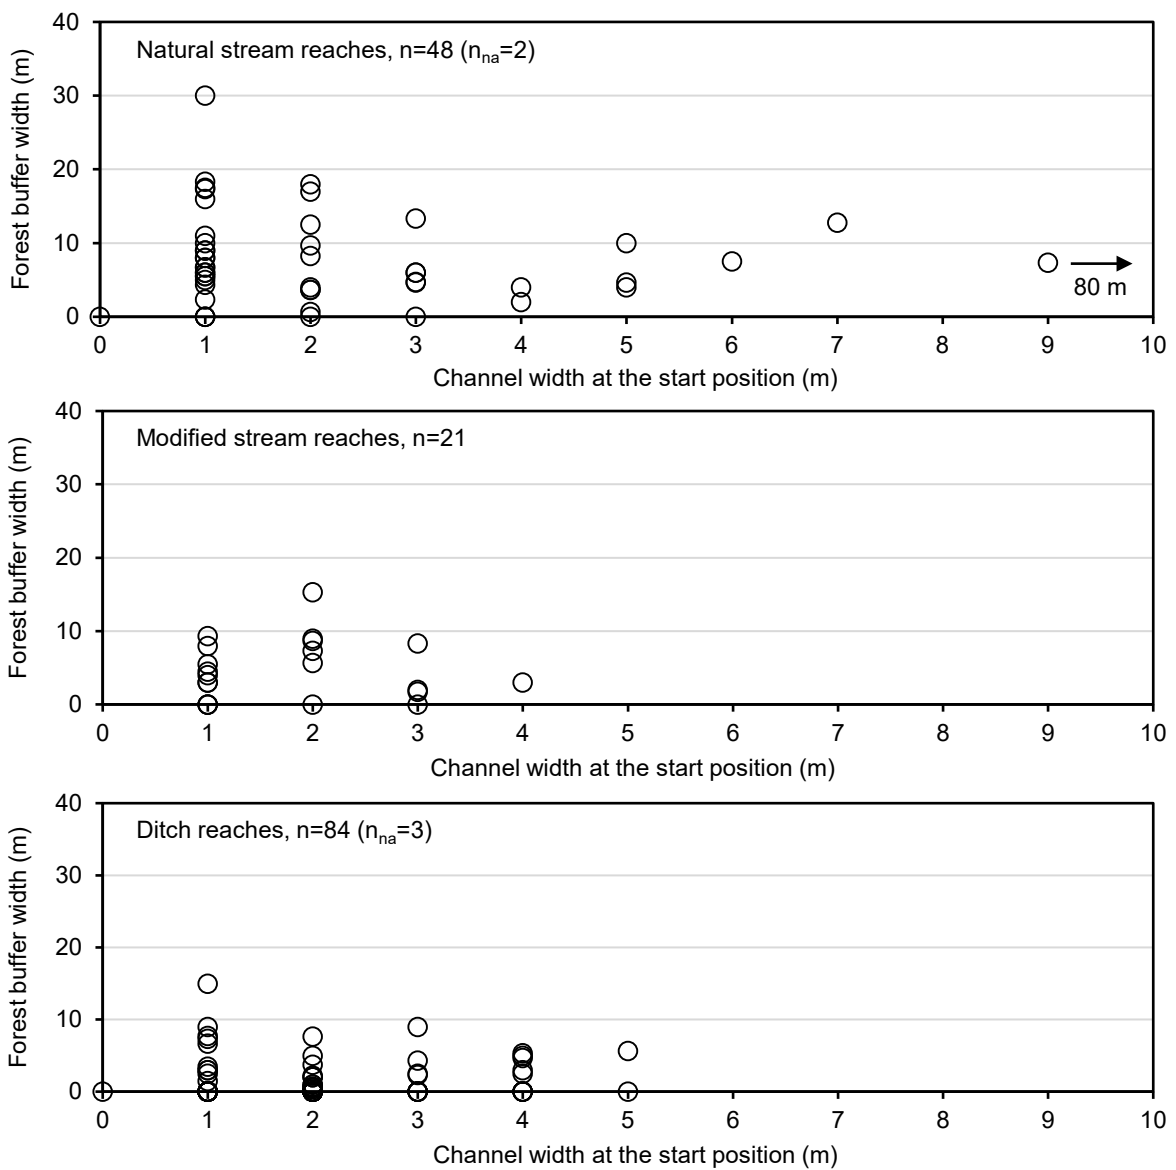 40
Natural stream reaches, n=48 (nna=2)
30
20
10
0
80 m
0 1 2 3 4 5 6 7 8 9 10
Forest buffer width (m)
Channel width at the start position (m)
40
Modified stream reaches, n=21
30
20
10
0
0 1 2 3 4 5 6 7 8 9 10
Forest buffer width (m)
Channel width at the start position (m)
40
Ditch reaches, n=84 (nna=3)
30
20
10
0
0 1 2 3 4 5 6 7 8 9 10
Forest buffer width (m)
Channel width at the start position (m)